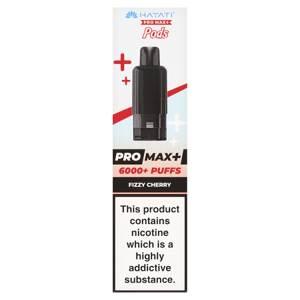 HAYATI
PRO MAX+
Pods
PRO MAX+
6000+ PUFFS
FIZZY CHERRY
This product
contains
nicotine
which is a
highly
addictive
substance.